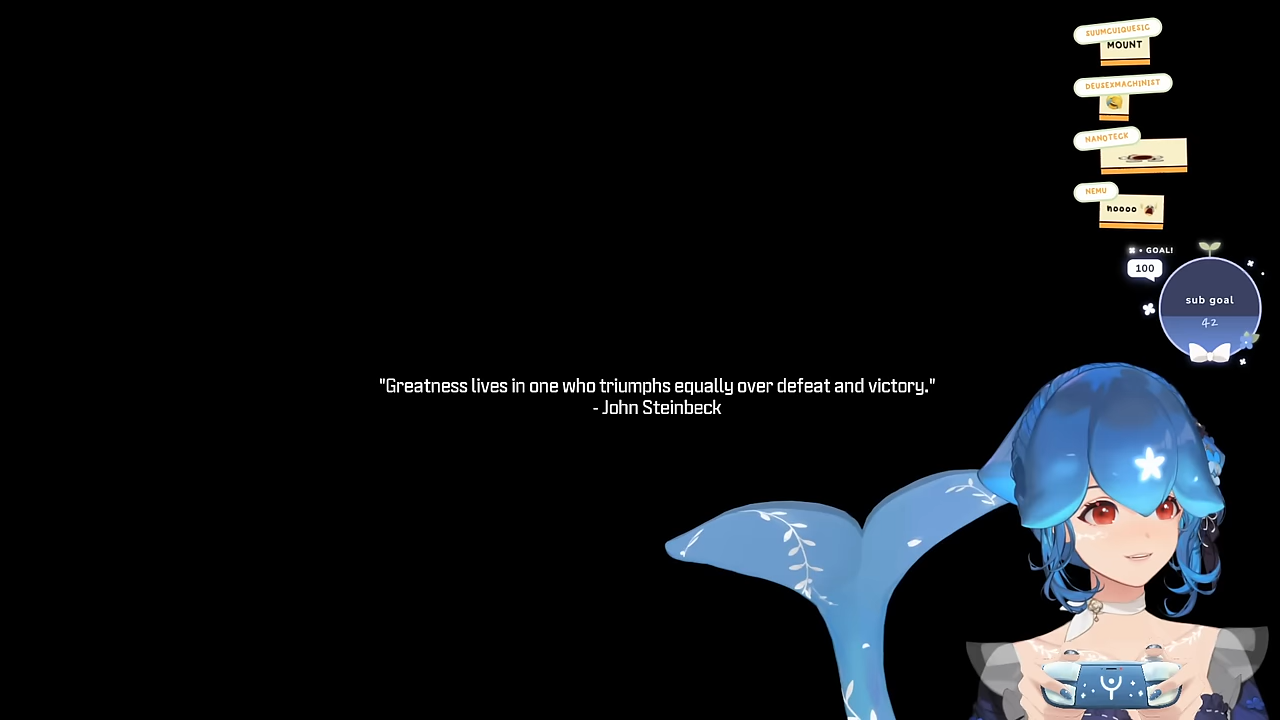 SUUMCUIQUESIC
MOUNT
DEUSEXMACHINIST
NANOTECK
NEMU
noooo
• GOAL!
100
sub goal
42
"Greatness lives in one who triumphs equally over defeat and victory."
- John Steinbeck